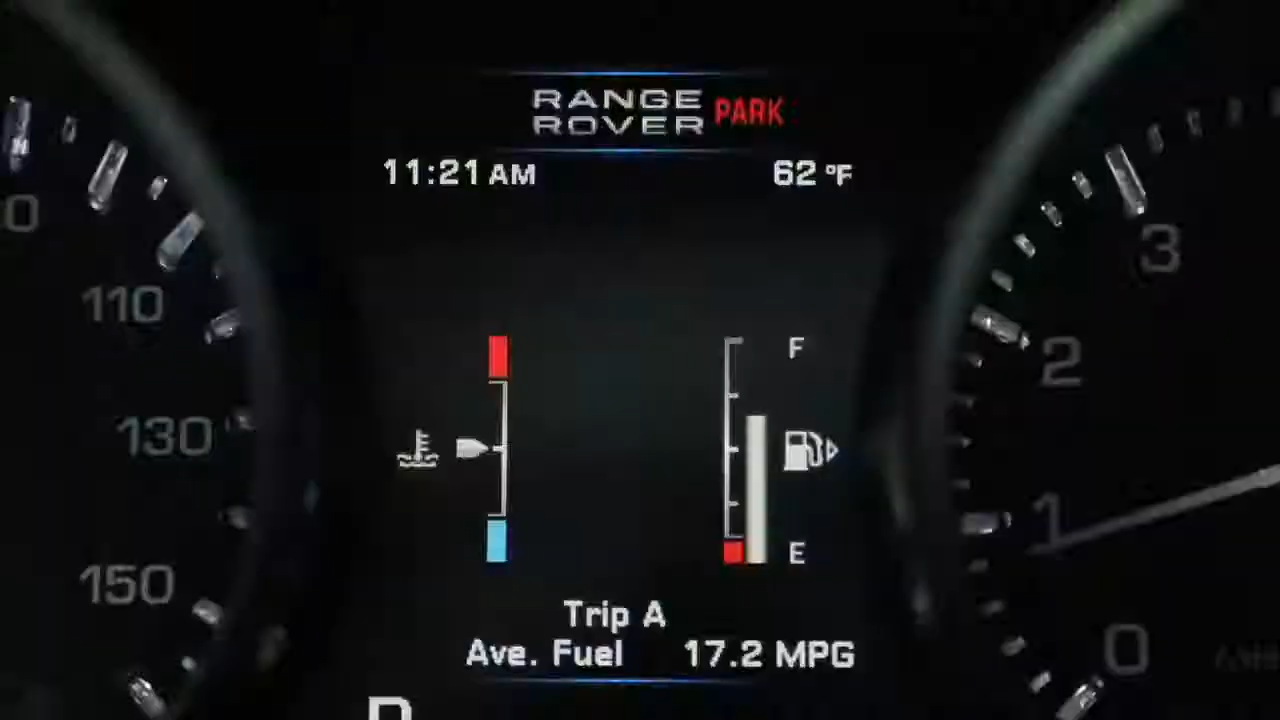 RANGE
ROVER PARK
11:21 AM 62 °F
0
110
130
150
F
E
3
2
1
0
Trip A
Ave. Fuel 17.2 MPG